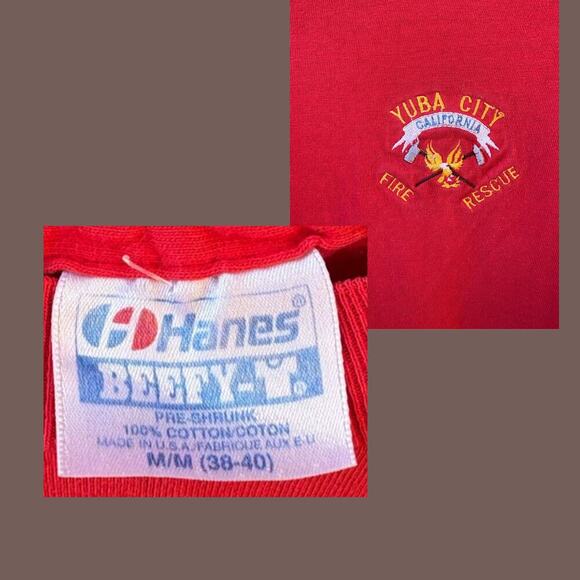 YUBA CITY
CALIFORNIA
FIRE RESCUE
Hanes®
BEEFY-T®
PRE-SHRUNK
100% COTTON/COTON
MADE IN U.S.A./FABRIQUE AUX E-U
M/M (38-40)